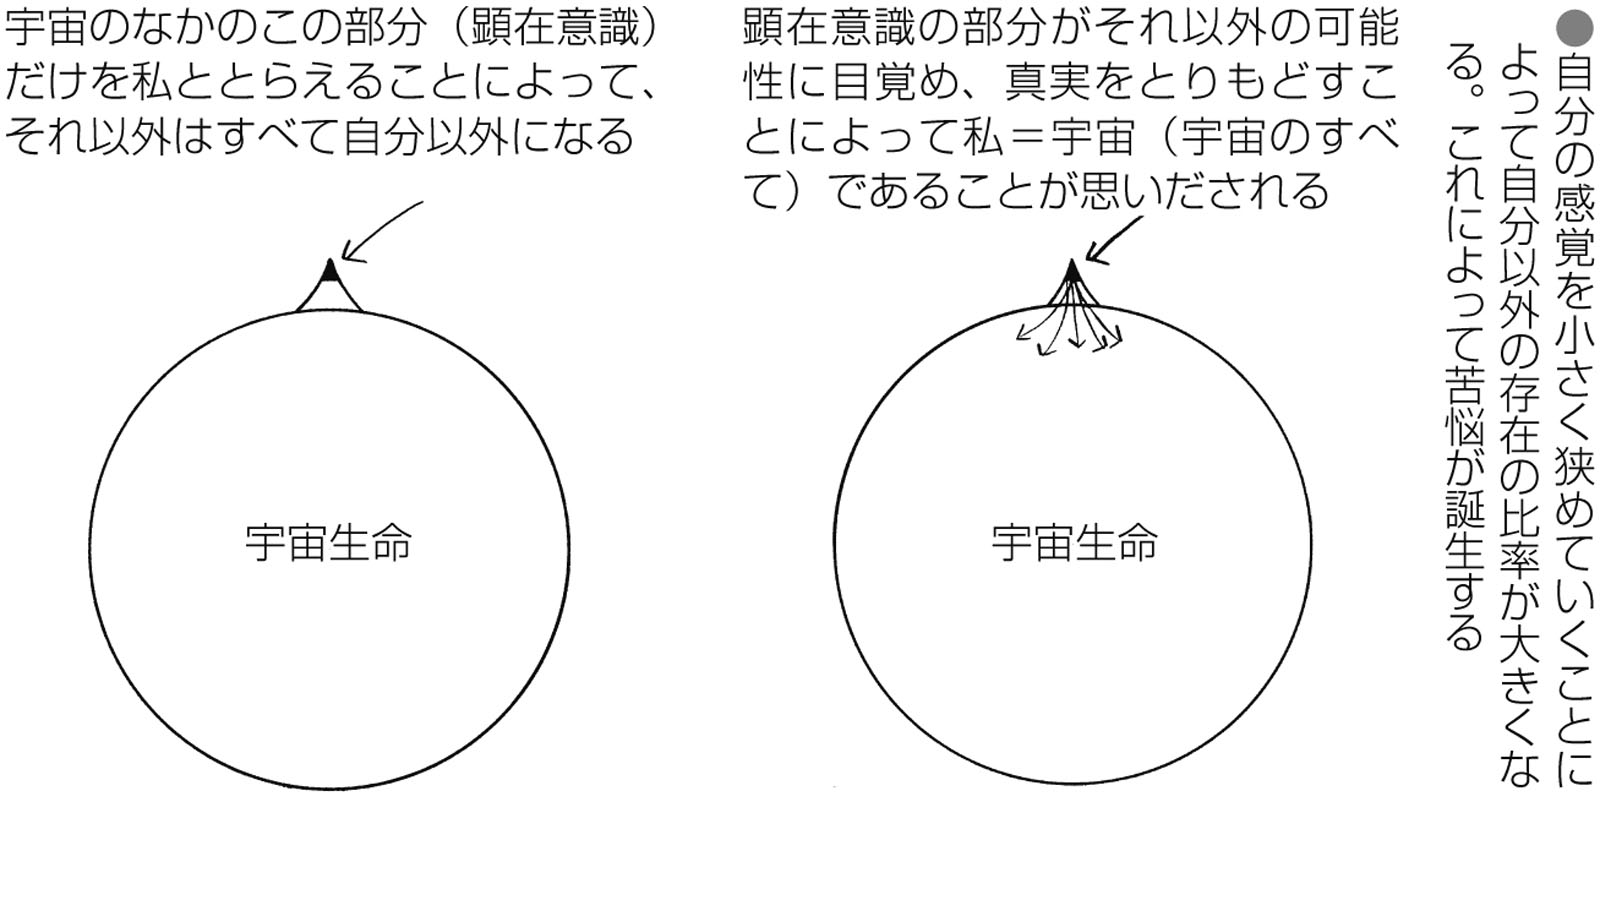 ●自分の感覚を小さく狭めていくことに
よって自分以外の存在の比率が大きくな
る。これによって苦悩が誕生する
顕在意識の部分がそれ以外の可能
性に目覚め、真実をとりもどすこ
とによって私＝宇宙（宇宙のすべ
て）であることが思いだされる
宇宙生命
宇宙のなかのこの部分（顕在意識）
だけを私ととらえることによって、
それ以外はすべて自分以外になる
宇宙生命